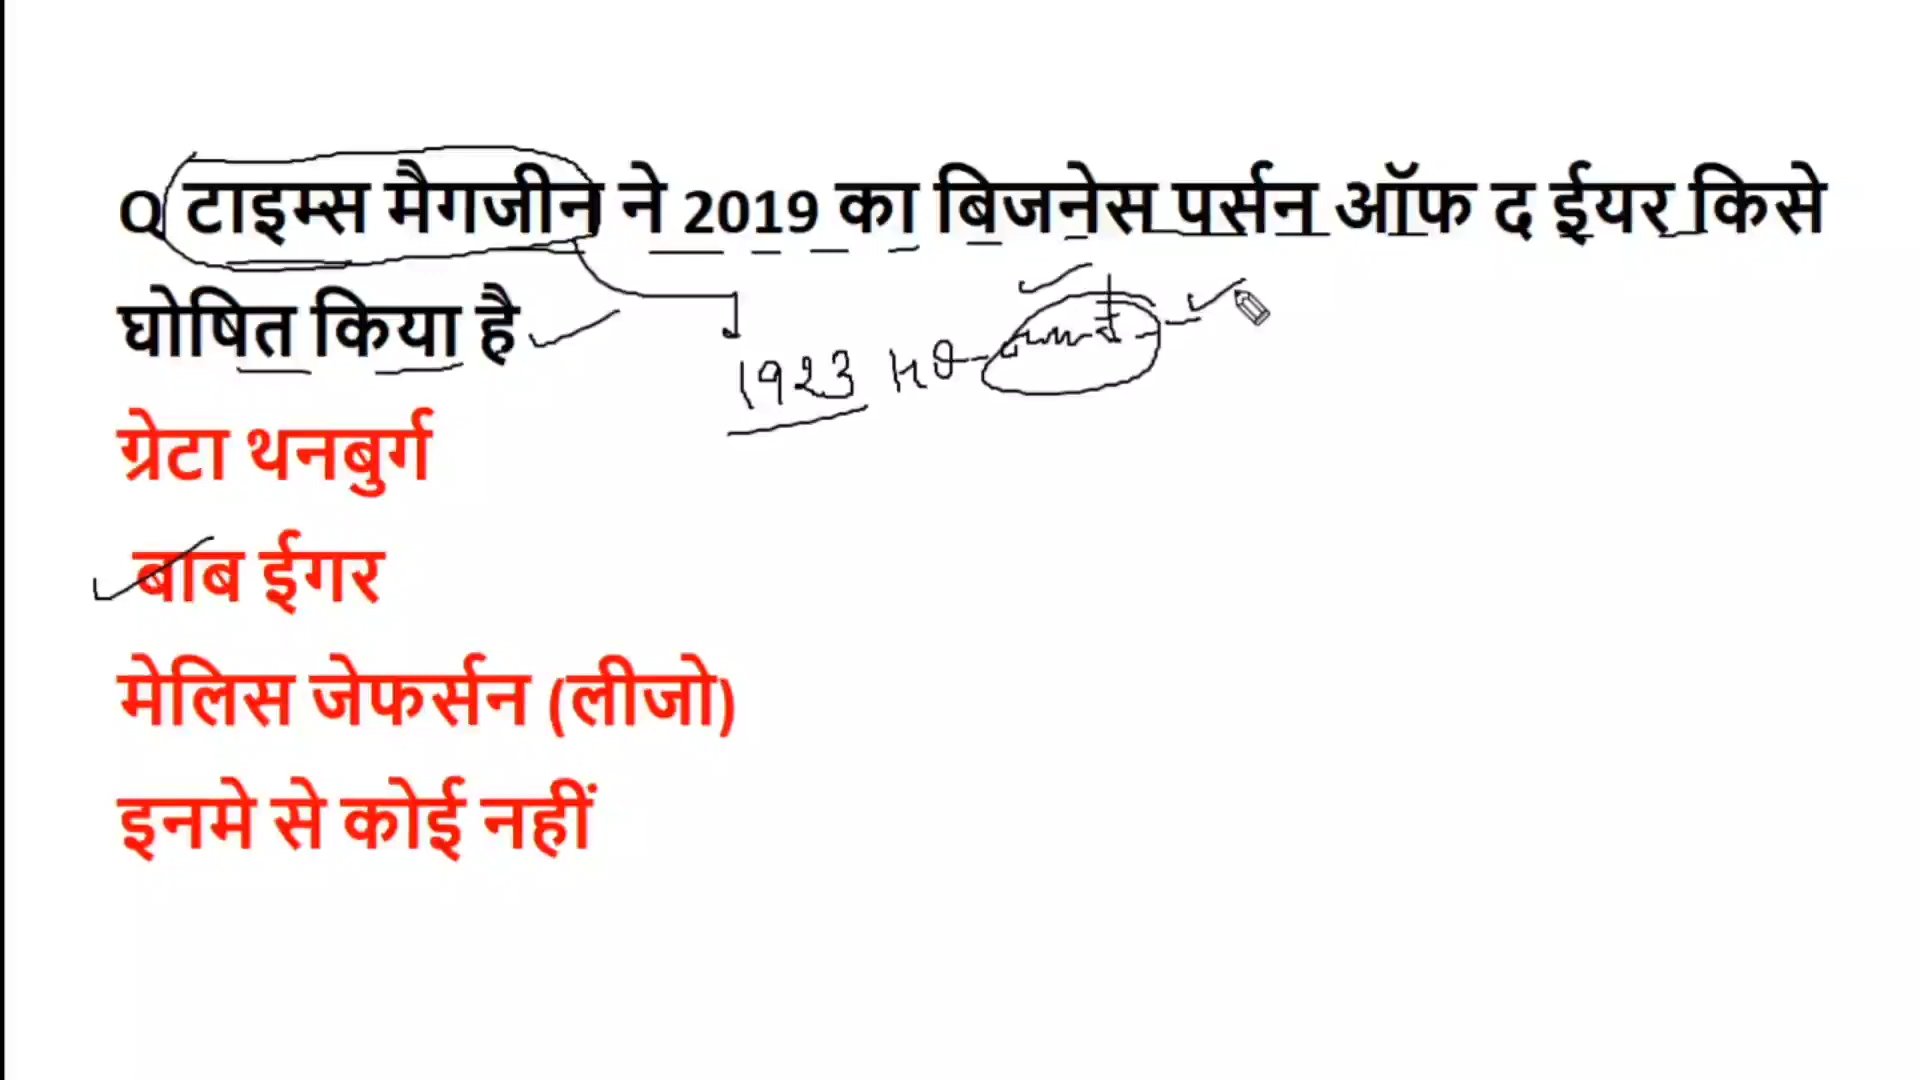 Q टाइम्स मैगजीन ने 2019 का बिजनेस पर्सन ऑफ द ईयर किसे
घोषित किया है
1923
ग्रेटा थनबुर्ग
बाब ईगर
मेलिस जेफर्सन (लीजो)
इनमे से कोई नहीं